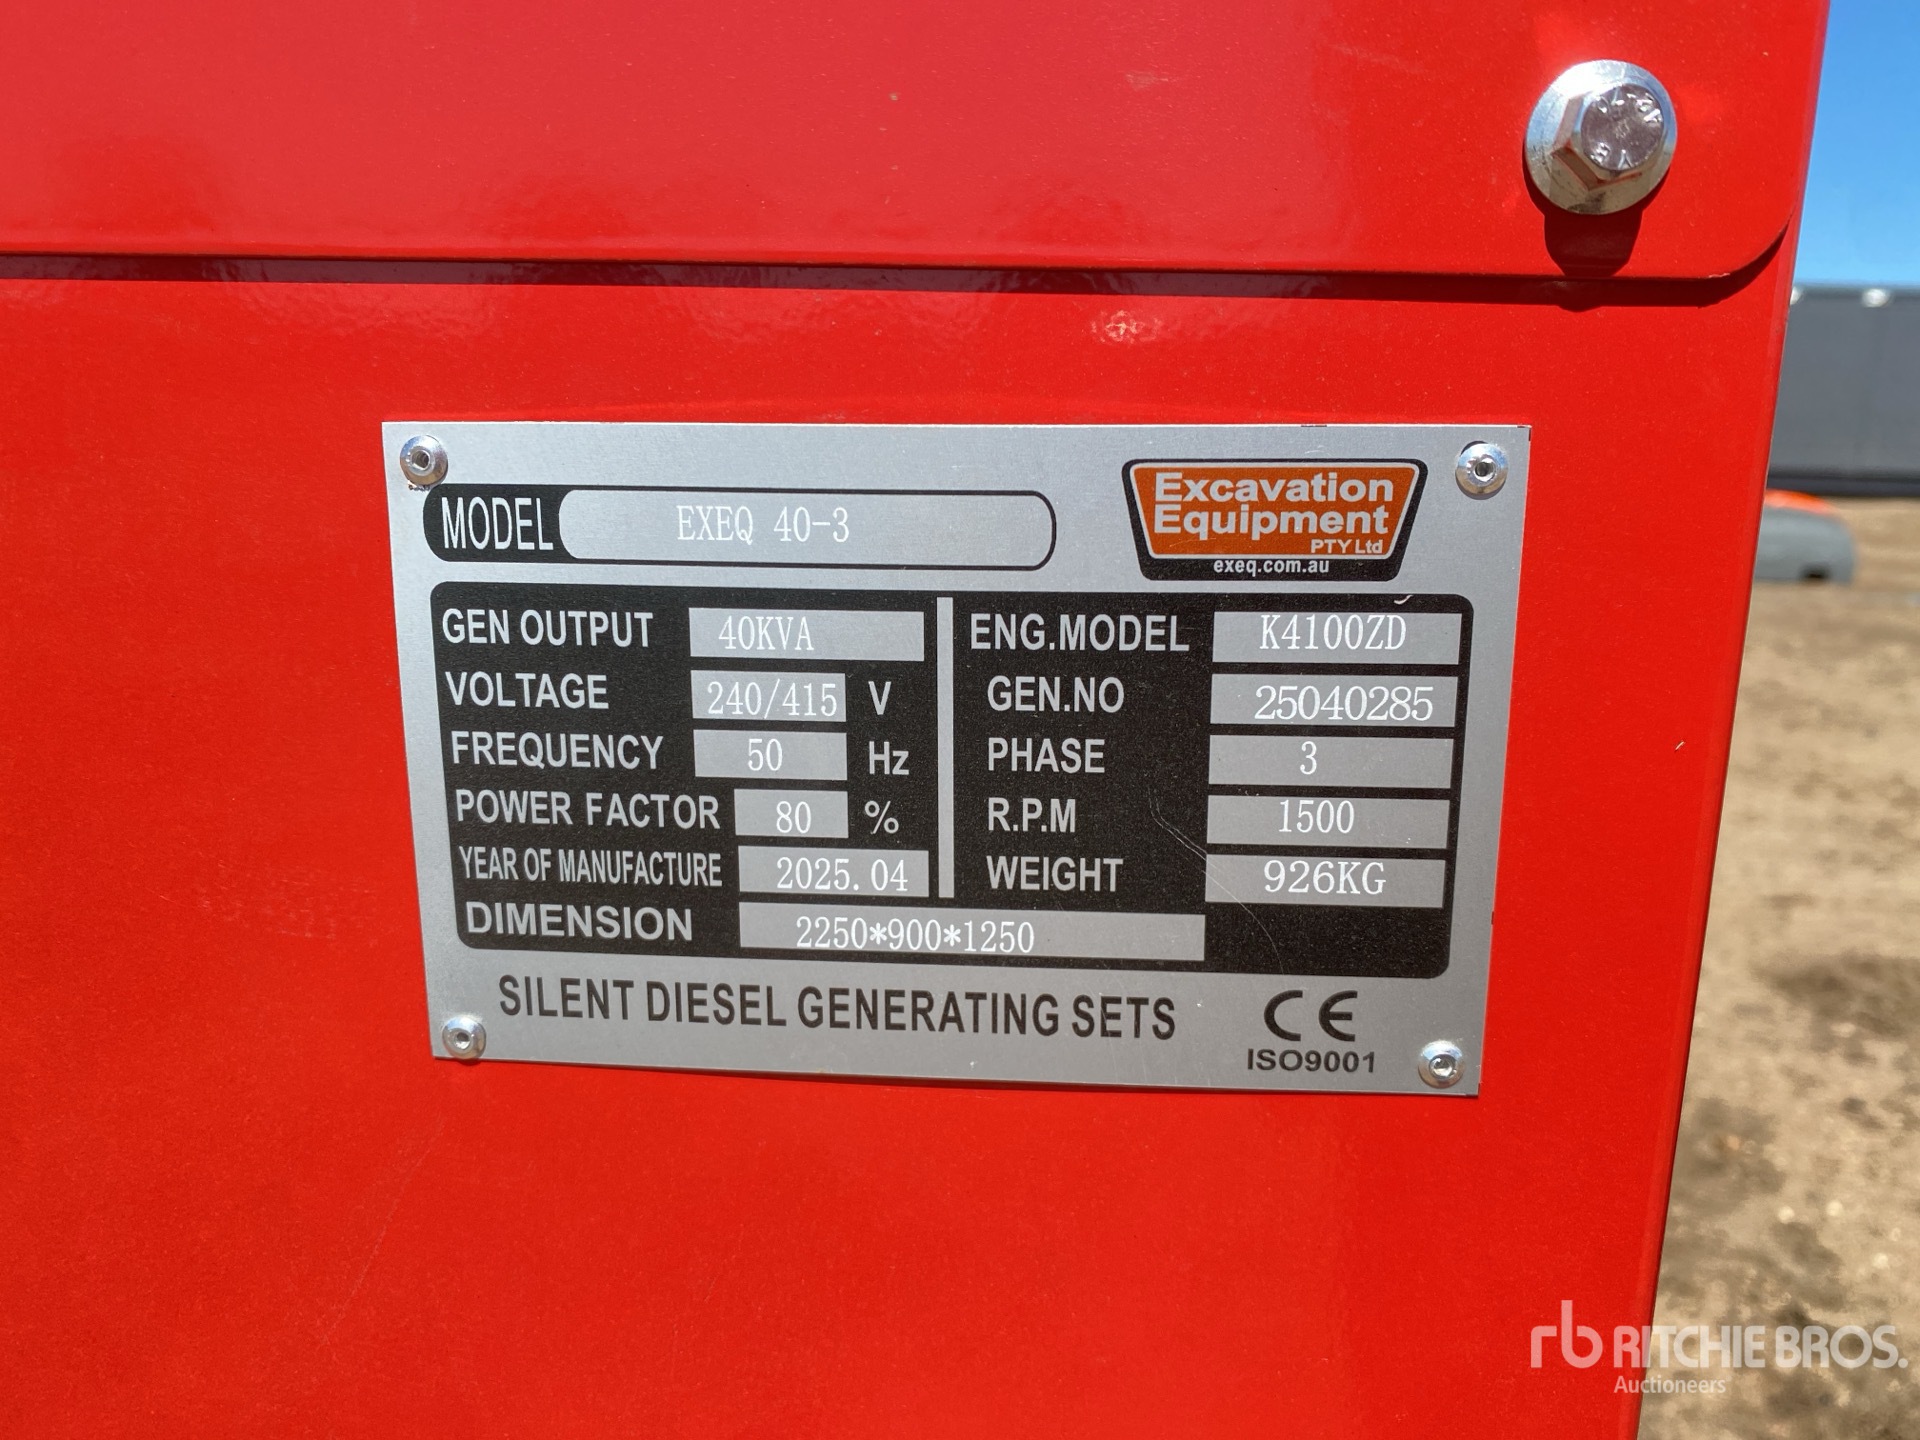 MODEL EXEQ 40-3
Excavation
Equipment
PTY Ltd
exeq.com.au
GEN OUTPUT 40KVA
VOLTAGE 240/415 V
FREQUENCY 50 Hz
POWER FACTOR 80 %
YEAR OF MANUFACTURE 2025.04
DIMENSION 2250*900*1250
ENG.MODEL K4100ZD
GEN.NO 25040285
PHASE 3
R.P.M 1500
WEIGHT 926KG
SILENT DIESEL GENERATING SETS
CE
ISO9001
rb RITCHIE BROS.
Auctioneers